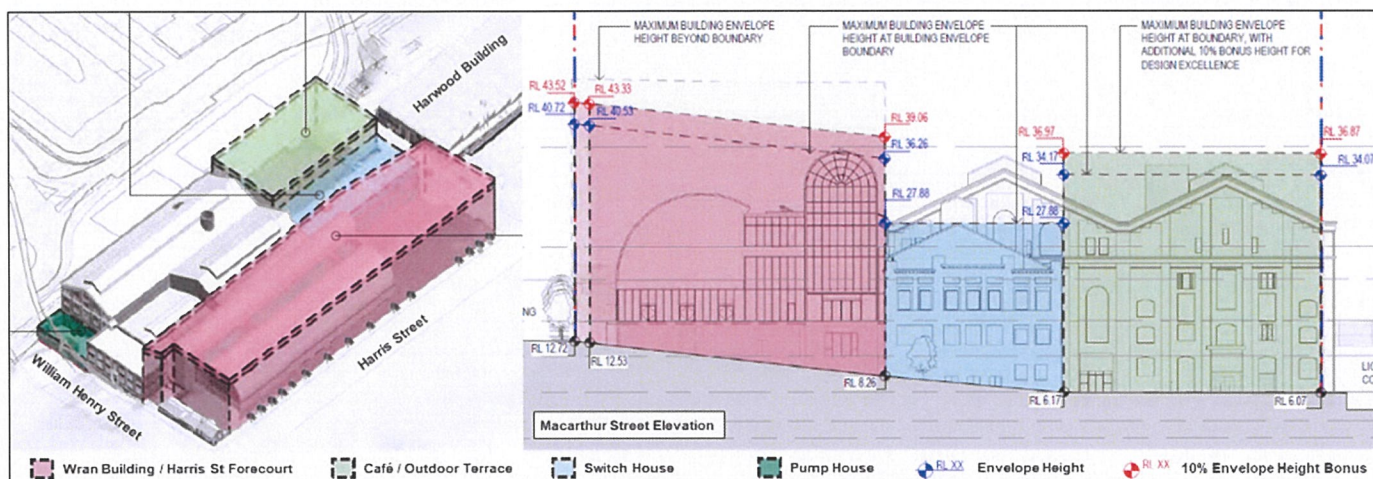 Harwood Building
Harris Street
William Henry Street
MAXIMUM BUILDING ENVELOPE
HEIGHT BEYOND BOUNDARY
MAXIMUM BUILDING ENVELOPE
HEIGHT AT BUILDING ENVELOPE
BOUNDARY
MAXIMIUM BUILDING ENVELOPE
HEIGHT AT BOUNDARY, WITH
ADDITIONAL 10% BONUS HEIGHT FOR
DESIGN EXCELLENCE
RL 43.52
RL 43.33
RL 40.72
RL 40.53
RL 39.06
RL 36.26
RL 36.97
RL 36.87
RL 34.17
RL 34.07
RL 27.88
RL 27.88
NG
RL 12.72
RL 12.53
RL 8.26
RL 6.17
RL 6.07
LIG
CO
Macarthur Street Elevation
Wran Building / Harris St Forecourt
Café / Outdoor Terrace
Switch House
Pump House
RL XX Envelope Height
RL XX 10% Envelope Height Bonus